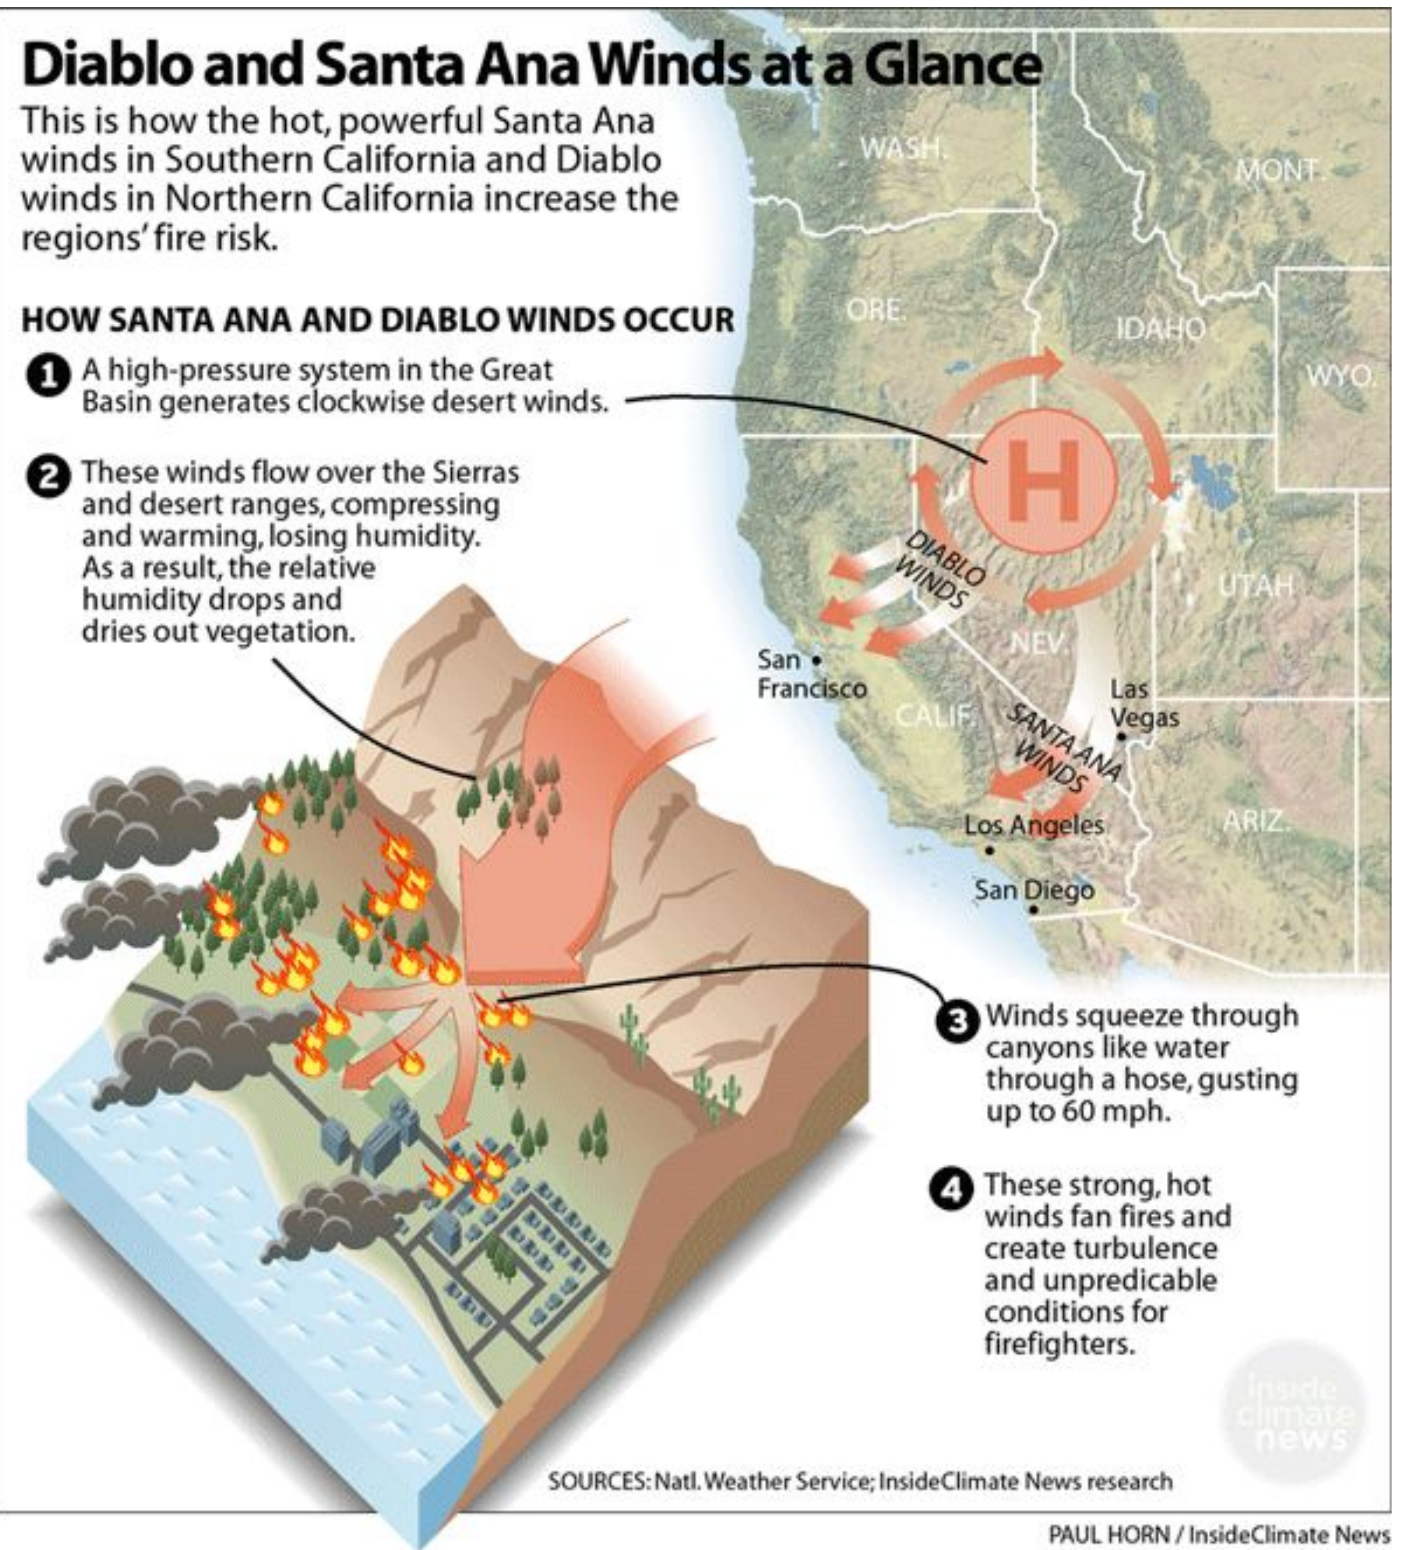 Diablo and Santa Ana Winds at a Glance
This is how the hot, powerful Santa Ana
winds in Southern California and Diablo
winds in Northern California increase the
regions' fire risk.
HOW SANTA ANA AND DIABLO WINDS OCCUR
1 A high-pressure system in the Great
Basin generates clockwise desert winds.
2 These winds flow over the Sierras
and desert ranges, compressing
and warming, losing humidity.
As a result, the relative
humidity drops and
dries out vegetation.
WASH.
MONT.
ORE.
IDAHO
WYO.
H
DIABLO
WINDS
UTAH
NEV.
San
Francisco
Las
Vegas
CALIF.
SANTA ANA
WINDS
Los Angeles
ARIZ.
San Diego
3 Winds squeeze through
canyons like water
through a hose, gusting
up to 60 mph.
4 These strong, hot
winds fan fires and
create turbulence
and unpredicable
conditions for
firefighters.
inside
climate
news
SOURCES: Natl. Weather Service; InsideClimate News research
PAUL HORN / InsideClimate News